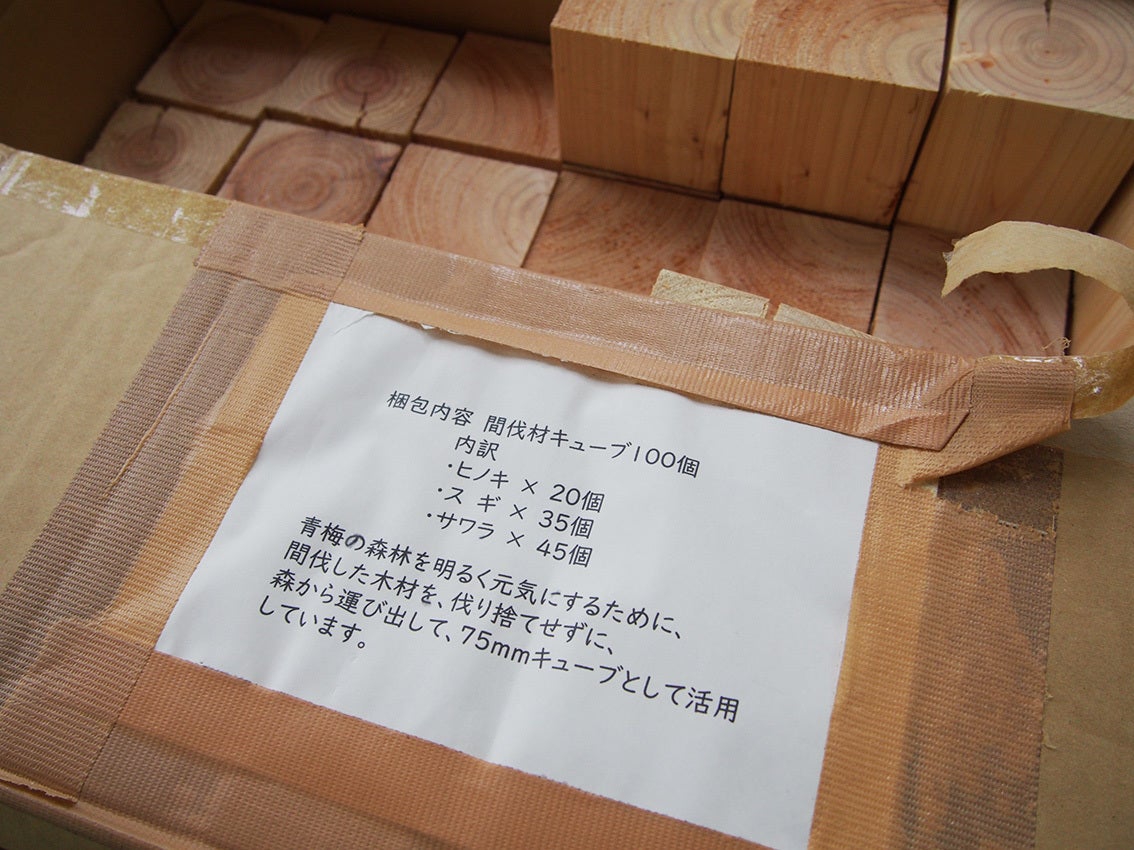 梱包内容 間伐材キューブ100個
内訳
・ヒノキ × 20個
・ス ギ × 35個
・サワラ × 45個
青梅の森林を明るく元気にするために、
間伐した木材を、伐り捨てせずに、
森から運び出して、75mmキューブとして活用
しています。